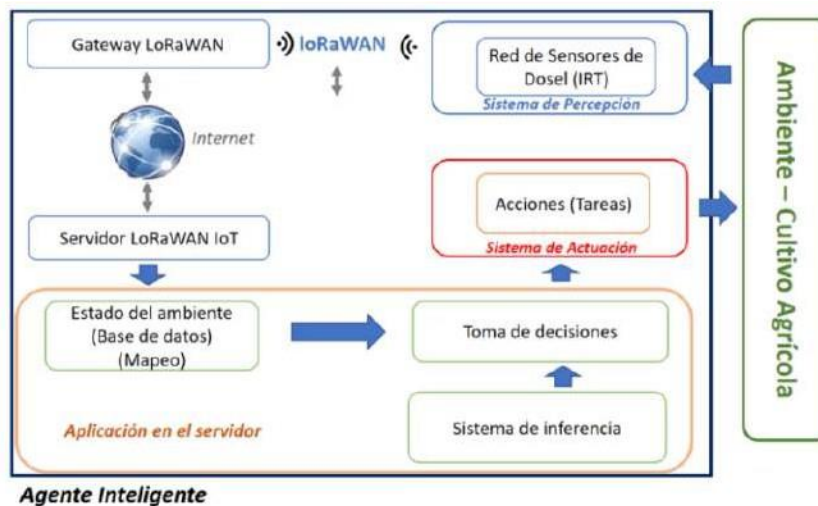 Gateway LoRaWAN
loRaWAN
Red de Sensores de
Dosel (IRT)
Sistema de Percepción
Internet
Servidor LoRaWAN IoT
Acciones (Tareas)
Sistema de Actuación
Estado del ambiente
(Base de datos)
(Mapeo)
Toma de decisiones
Aplicación en el servidor
Sistema de inferencia
Agente Inteligente
Ambiente – Cultivo Agrícola